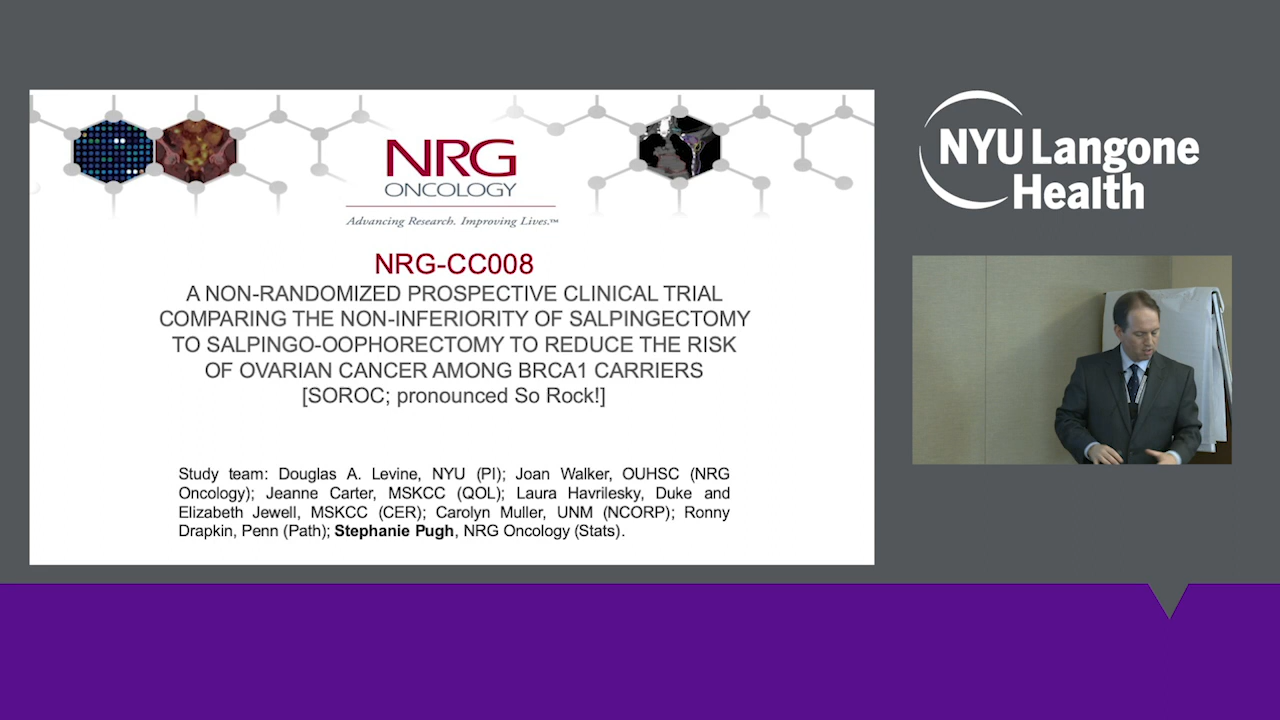 NRG
ONCOLOGY
Advancing Research. Improving Lives.™
NRG-CC008
A NON-RANDOMIZED PROSPECTIVE CLINICAL TRIAL
COMPARING THE NON-INFERIORITY OF SALPINGECTOMY
TO SALPINGO-OOPHORECTOMY TO REDUCE THE RISK
OF OVARIAN CANCER AMONG BRCA1 CARRIERS
[SOROC; pronounced So Rock!]
Study team: Douglas A. Levine, NYU (PI); Joan Walker, OUHSC (NRG
Oncology); Jeanne Carter, MSKCC (QOL); Laura Havrilesky, Duke and
Elizabeth Jewell, MSKCC (CER); Carolyn Muller, UNM (NCORP); Ronny
Drapkin, Penn (Path); Stephanie Pugh, NRG Oncology (Stats).
NYU Langone
Health